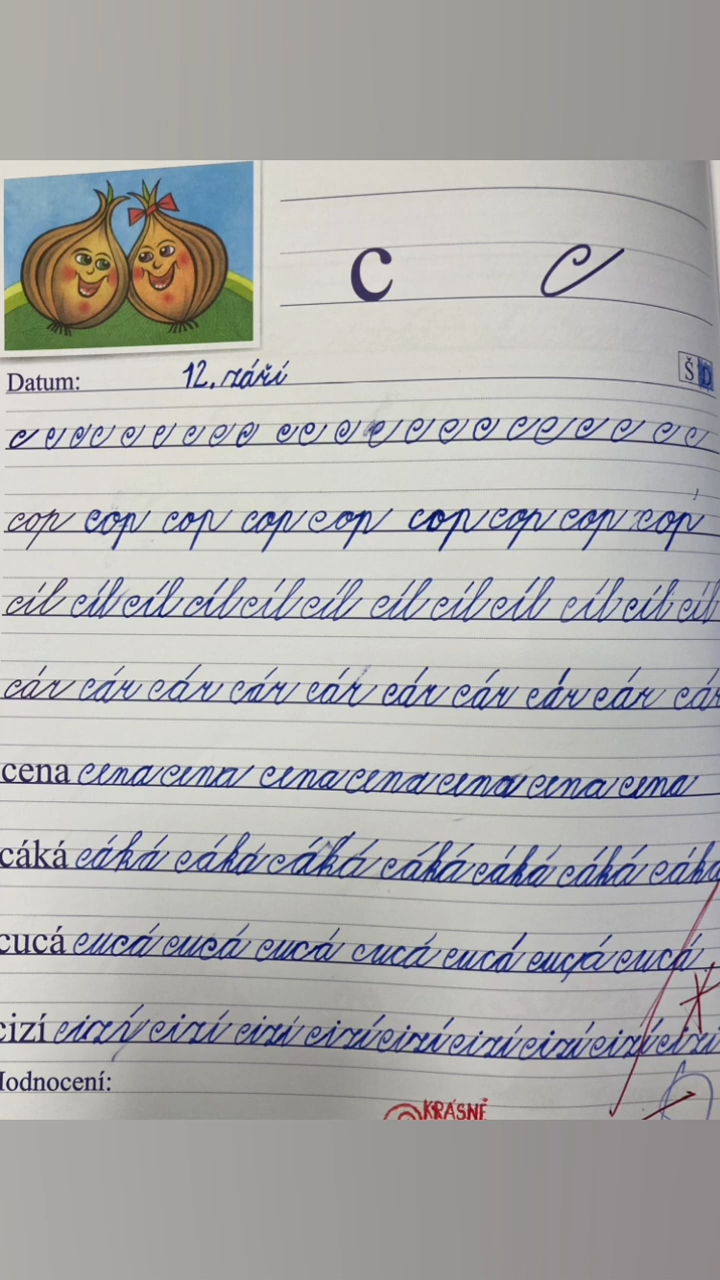 c c
Datum: 12. září Š D
c c c c c c c c c c c c c c c c c c c c c c
cop cop cop cop cop cop cop cop cop
cíl cíl cíl cíl cíl cíl cíl cíl cíl cíl cíl cíl
cár cár cár cár cár cár cár cár cár cár
cena cena cena cena cena cena cena cena
cáká cáká cáká cáká cáká cáká cáká cáká
cucá cucá cucá cucá cucá cucá cucá cucá
cizí cizí cizí cizí cizí cizí cizí cizí cizí cizí
Hodnocení:
KRÁSNĚ